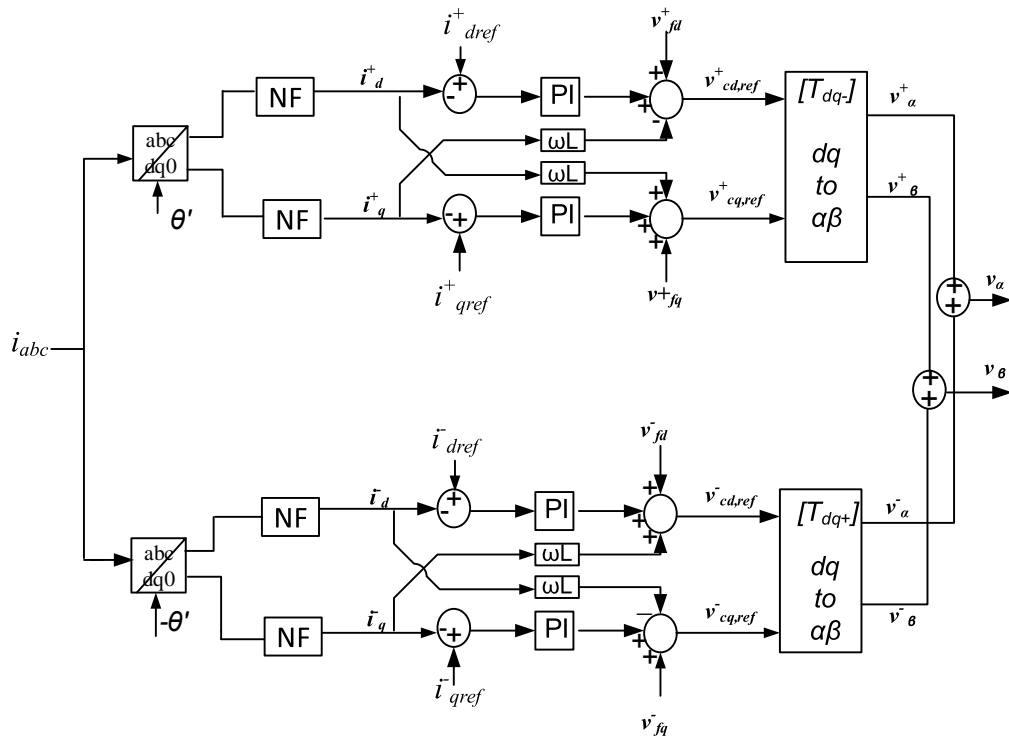 i+dref
v+fd
i+d
NF
PI
+
-
+
+
-
v+cd,ref
[Tdq-]
v+α
abc
dq0
ωL
dq
to
αβ
ωL
θ'
NF
i+q
-
+
PI
+
+
+
v+cq,ref
v+β
i+qref
v+fq
+
+
vα
iabc
+
+
vβ
i-dref
v-fd
i-d
NF
-
+
PI
+
+
+
v-cd,ref
[Tdq+]
v-α
abc
dq0
ωL
dq
to
αβ
ωL
-θ'
NF
i-q
-
+
PI
–
+
+
v-cq,ref
v-β
i-qref
v-fq